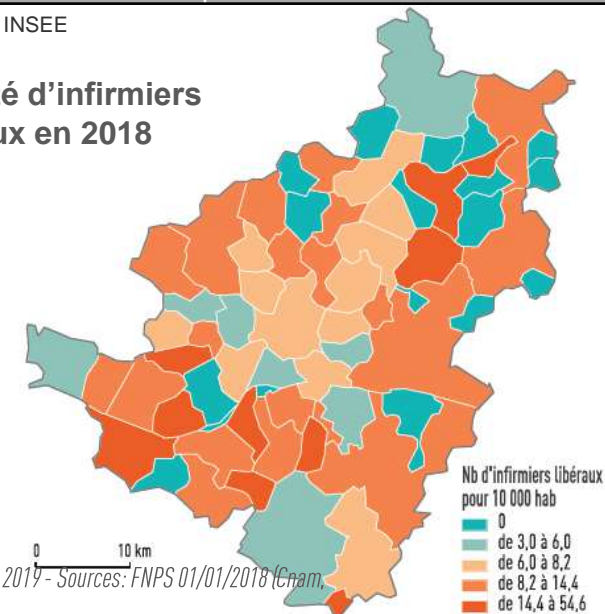 INSEE
é d’infirmiers
ux en 2018
Nb d'infirmiers libéraux
pour 10 000 hab
0
de 3,0 à 6,0
de 6,0 à 8,2
de 8,2 à 14,4
de 14,4 à 54,6
0 10 km
2019 - Sources: FNPS 01/01/2018 (Cnam,